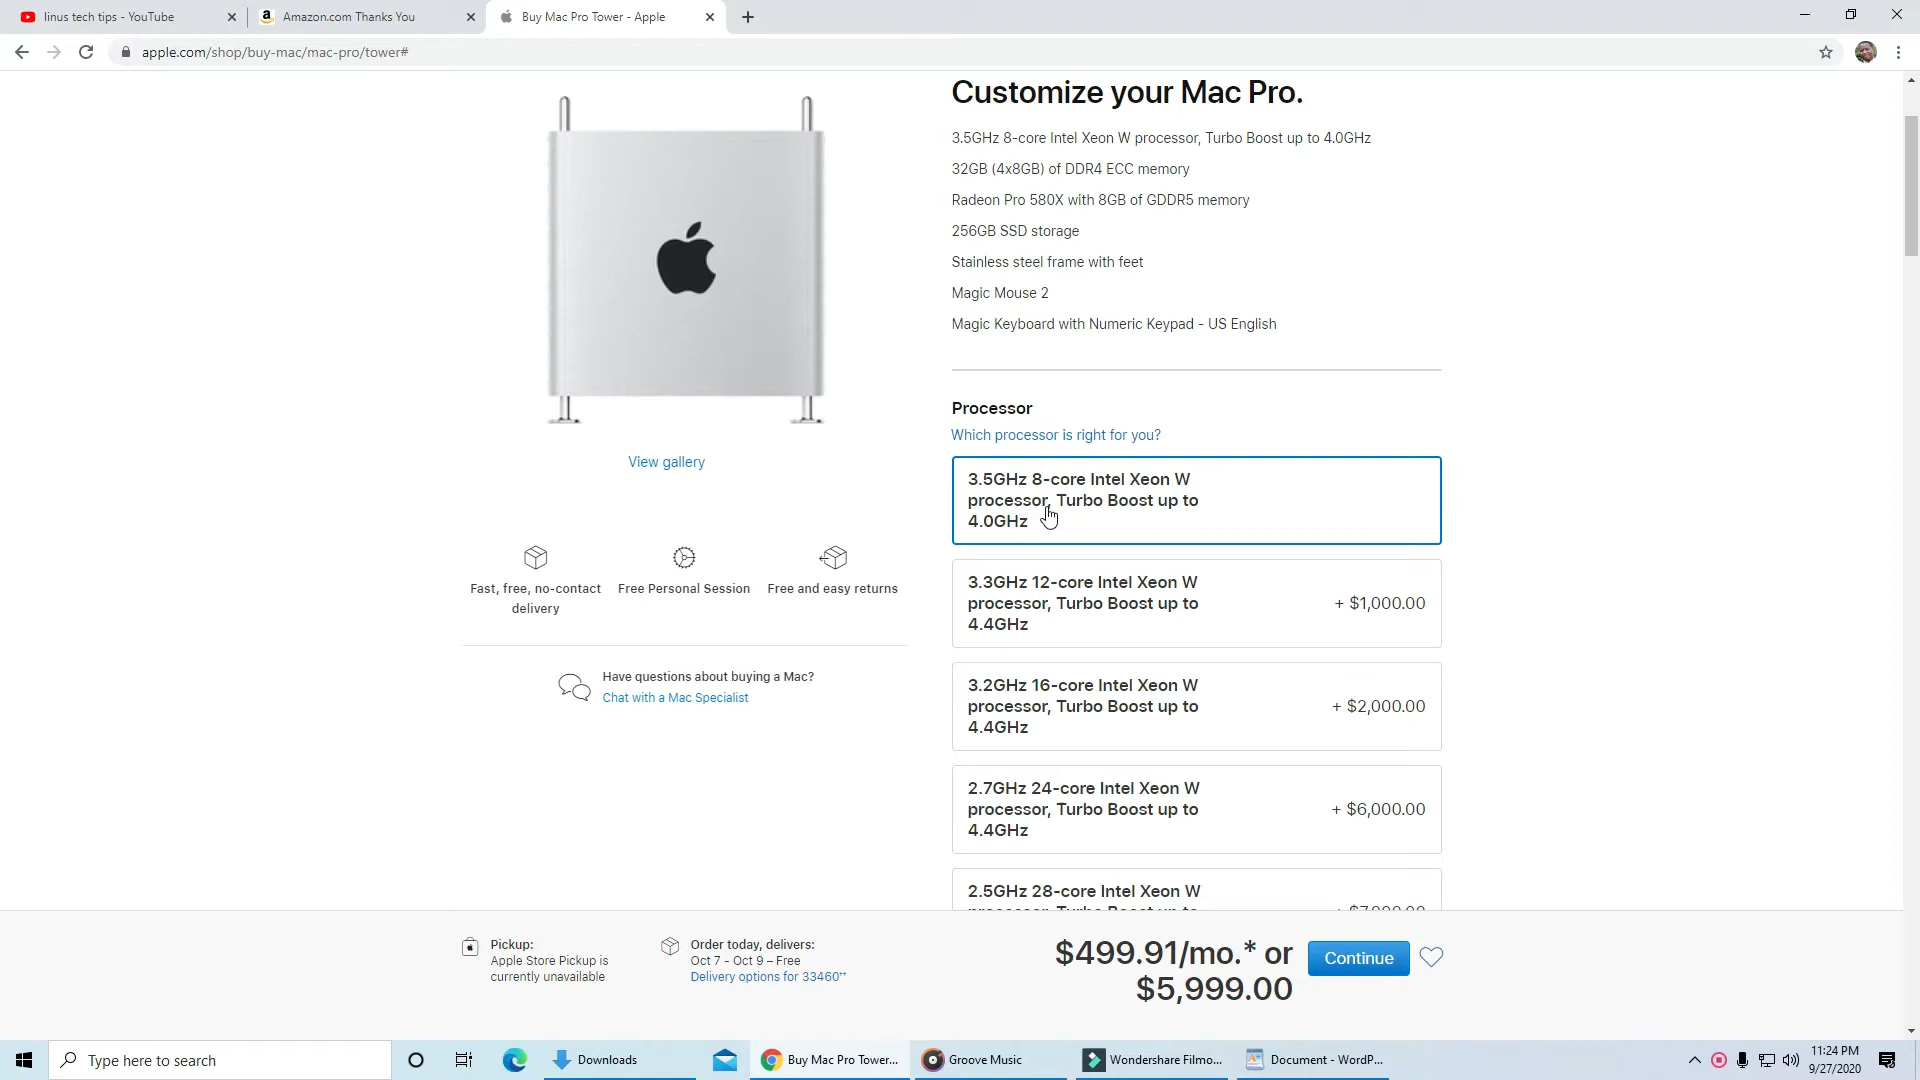 linus tech tips - YouTube
Amazon.com Thanks You
Buy Mac Pro Tower - Apple
apple.com/shop/buy-mac/mac-pro/tower#
Customize your Mac Pro.
3.5GHz 8-core Intel Xeon W processor, Turbo Boost up to 4.0GHz
32GB (4x8GB) of DDR4 ECC memory
Radeon Pro 580X with 8GB of GDDR5 memory
256GB SSD storage
Stainless steel frame with feet
Magic Mouse 2
Magic Keyboard with Numeric Keypad - US English
View gallery
Fast, free, no-contact
delivery
Free Personal Session
Free and easy returns
Have questions about buying a Mac?
Chat with a Mac Specialist
Processor
Which processor is right for you?
3.5GHz 8-core Intel Xeon W
processor, Turbo Boost up to
4.0GHz
3.3GHz 12-core Intel Xeon W
processor, Turbo Boost up to
4.4GHz
+ $1,000.00
3.2GHz 16-core Intel Xeon W
processor, Turbo Boost up to
4.4GHz
+ $2,000.00
2.7GHz 24-core Intel Xeon W
processor, Turbo Boost up to
4.4GHz
+ $6,000.00
2.5GHz 28-core Intel Xeon W
processor, Turbo Boost up to
+ $7,000.00
Pickup:
Apple Store Pickup is
currently unavailable
Order today, delivers:
Oct 7 - Oct 9 – Free
Delivery options for 33460**
$499.91/mo.* or
$5,999.00
Continue
Type here to search
Downloads
Buy Mac Pro Tower...
Groove Music
Wondershare Filmo...
Document - WordP...
11:24 PM
9/27/2020